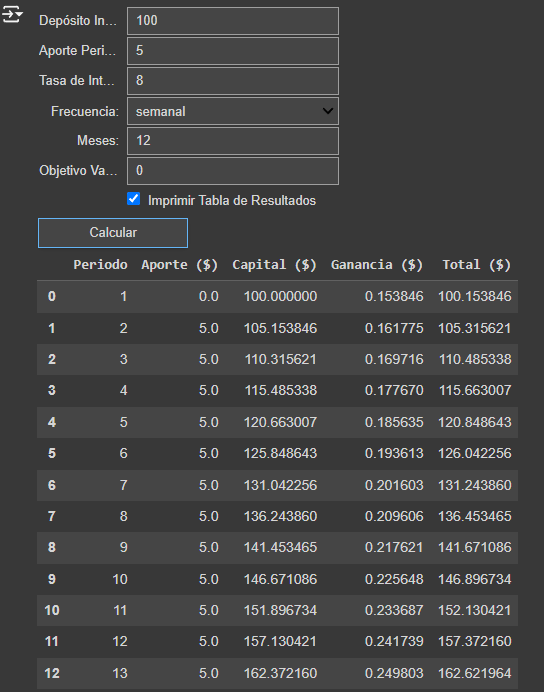 Depósito In... 100
Aporte Peri... 5
Tasa de Int... 8
Frecuencia: semanal
Meses: 12
Objetivo Va... 0
Imprimir Tabla de Resultados
Calcular
Periodo Aporte ($) Capital ($) Ganancia ($) Total ($)
0 1 0.0 100.000000 0.153846 100.153846
1 2 5.0 105.153846 0.161775 105.315621
2 3 5.0 110.315621 0.169716 110.485338
3 4 5.0 115.485338 0.177670 115.663007
4 5 5.0 120.663007 0.185635 120.848643
5 6 5.0 125.848643 0.193613 126.042256
6 7 5.0 131.042256 0.201603 131.243860
7 8 5.0 136.243860 0.209606 136.453465
8 9 5.0 141.453465 0.217621 141.671086
9 10 5.0 146.671086 0.225648 146.896734
10 11 5.0 151.896734 0.233687 152.130421
11 12 5.0 157.130421 0.241739 157.372160
12 13 5.0 162.372160 0.249803 162.621964